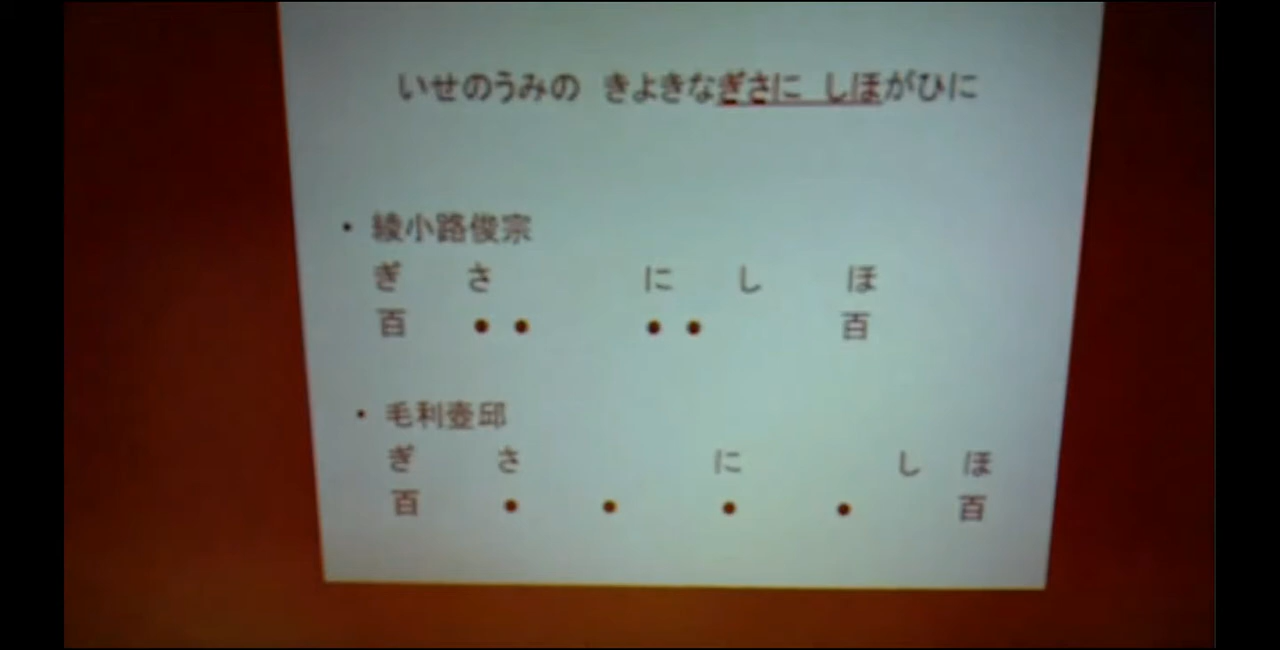 いせのうみの きよきなぎさに しほがひに
・ 綾小路俊宗
ぎ さ に し ほ
百 ● ● ● ● 百
・ 毛利壺邱
ぎ さ に し ほ
百 ● ● ● ● 百